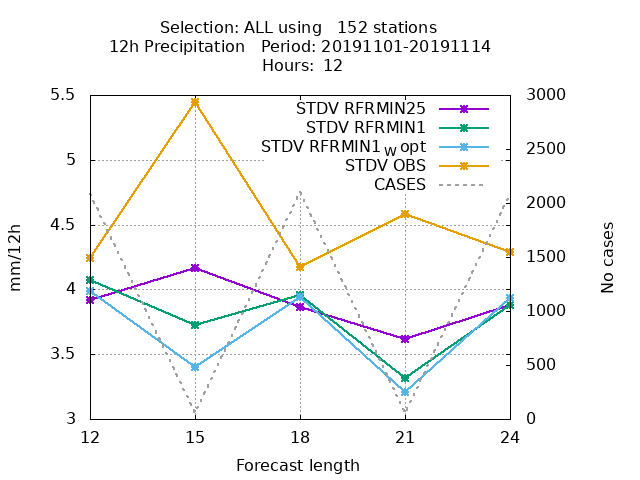 Selection: ALL using   152 stations
12h Precipitation   Period: 20191101-20191114
Hours:  12
STDV RFRMIN25
STDV RFRMIN1
STDV RFRMIN1_W opt
STDV OBS
CASES
5.5
5
4.5
4
3.5
3
mm/12h
3000
2500
2000
1500
1000
500
0
No cases
12 15 18 21 24
Forecast length